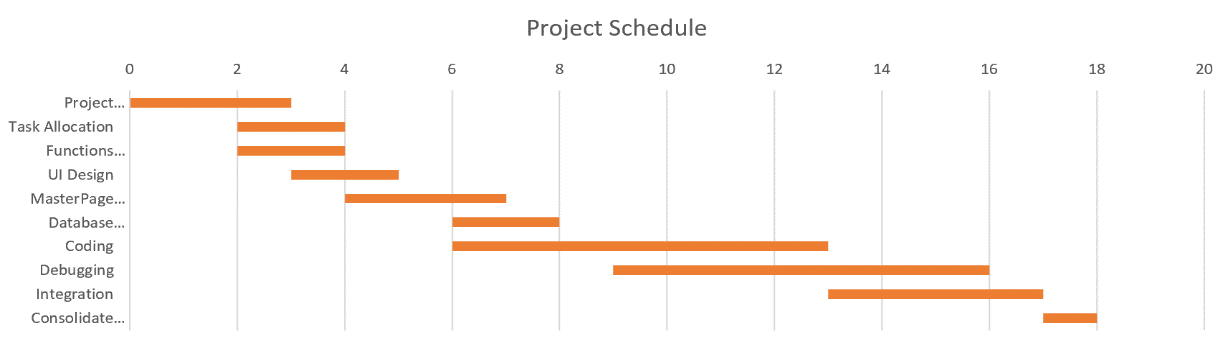 Project Schedule
0 2 4 6 8 10 12 14 16 18 20
Project...
Task Allocation
Functions...
UI Design
MasterPage...
Database...
Coding
Debugging
Integration
Consolidate...